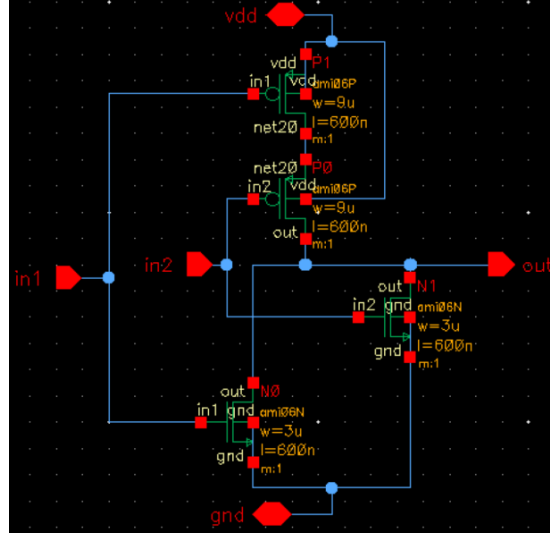 vdd
vdd
P1
in1
vdd
ami06P
w=9u
l=600n
net20
m:1
net20
P0
in2
vdd
ami06P
w=9u
l=600n
out
m:1
in1
in2
out
out
N1
in2
gnd
ami06N
w=3u
l=600n
gnd
m:1
out
N0
in1
gnd
ami06N
w=3u
l=600n
gnd
m:1
gnd